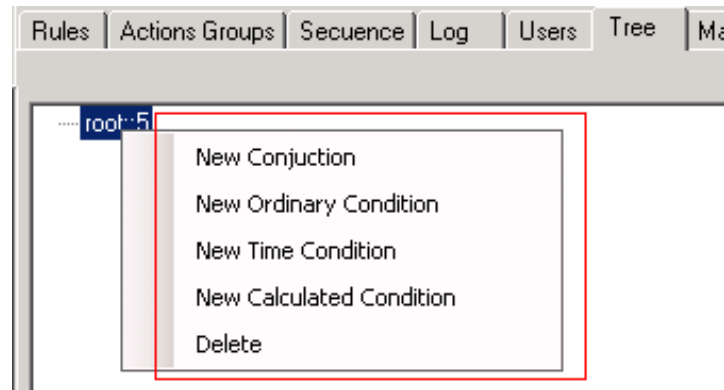 Rules Actions Groups Secuence Log Users Tree Ma
root::5
New Conjuction
New Ordinary Condition
New Time Condition
New Calculated Condition
Delete